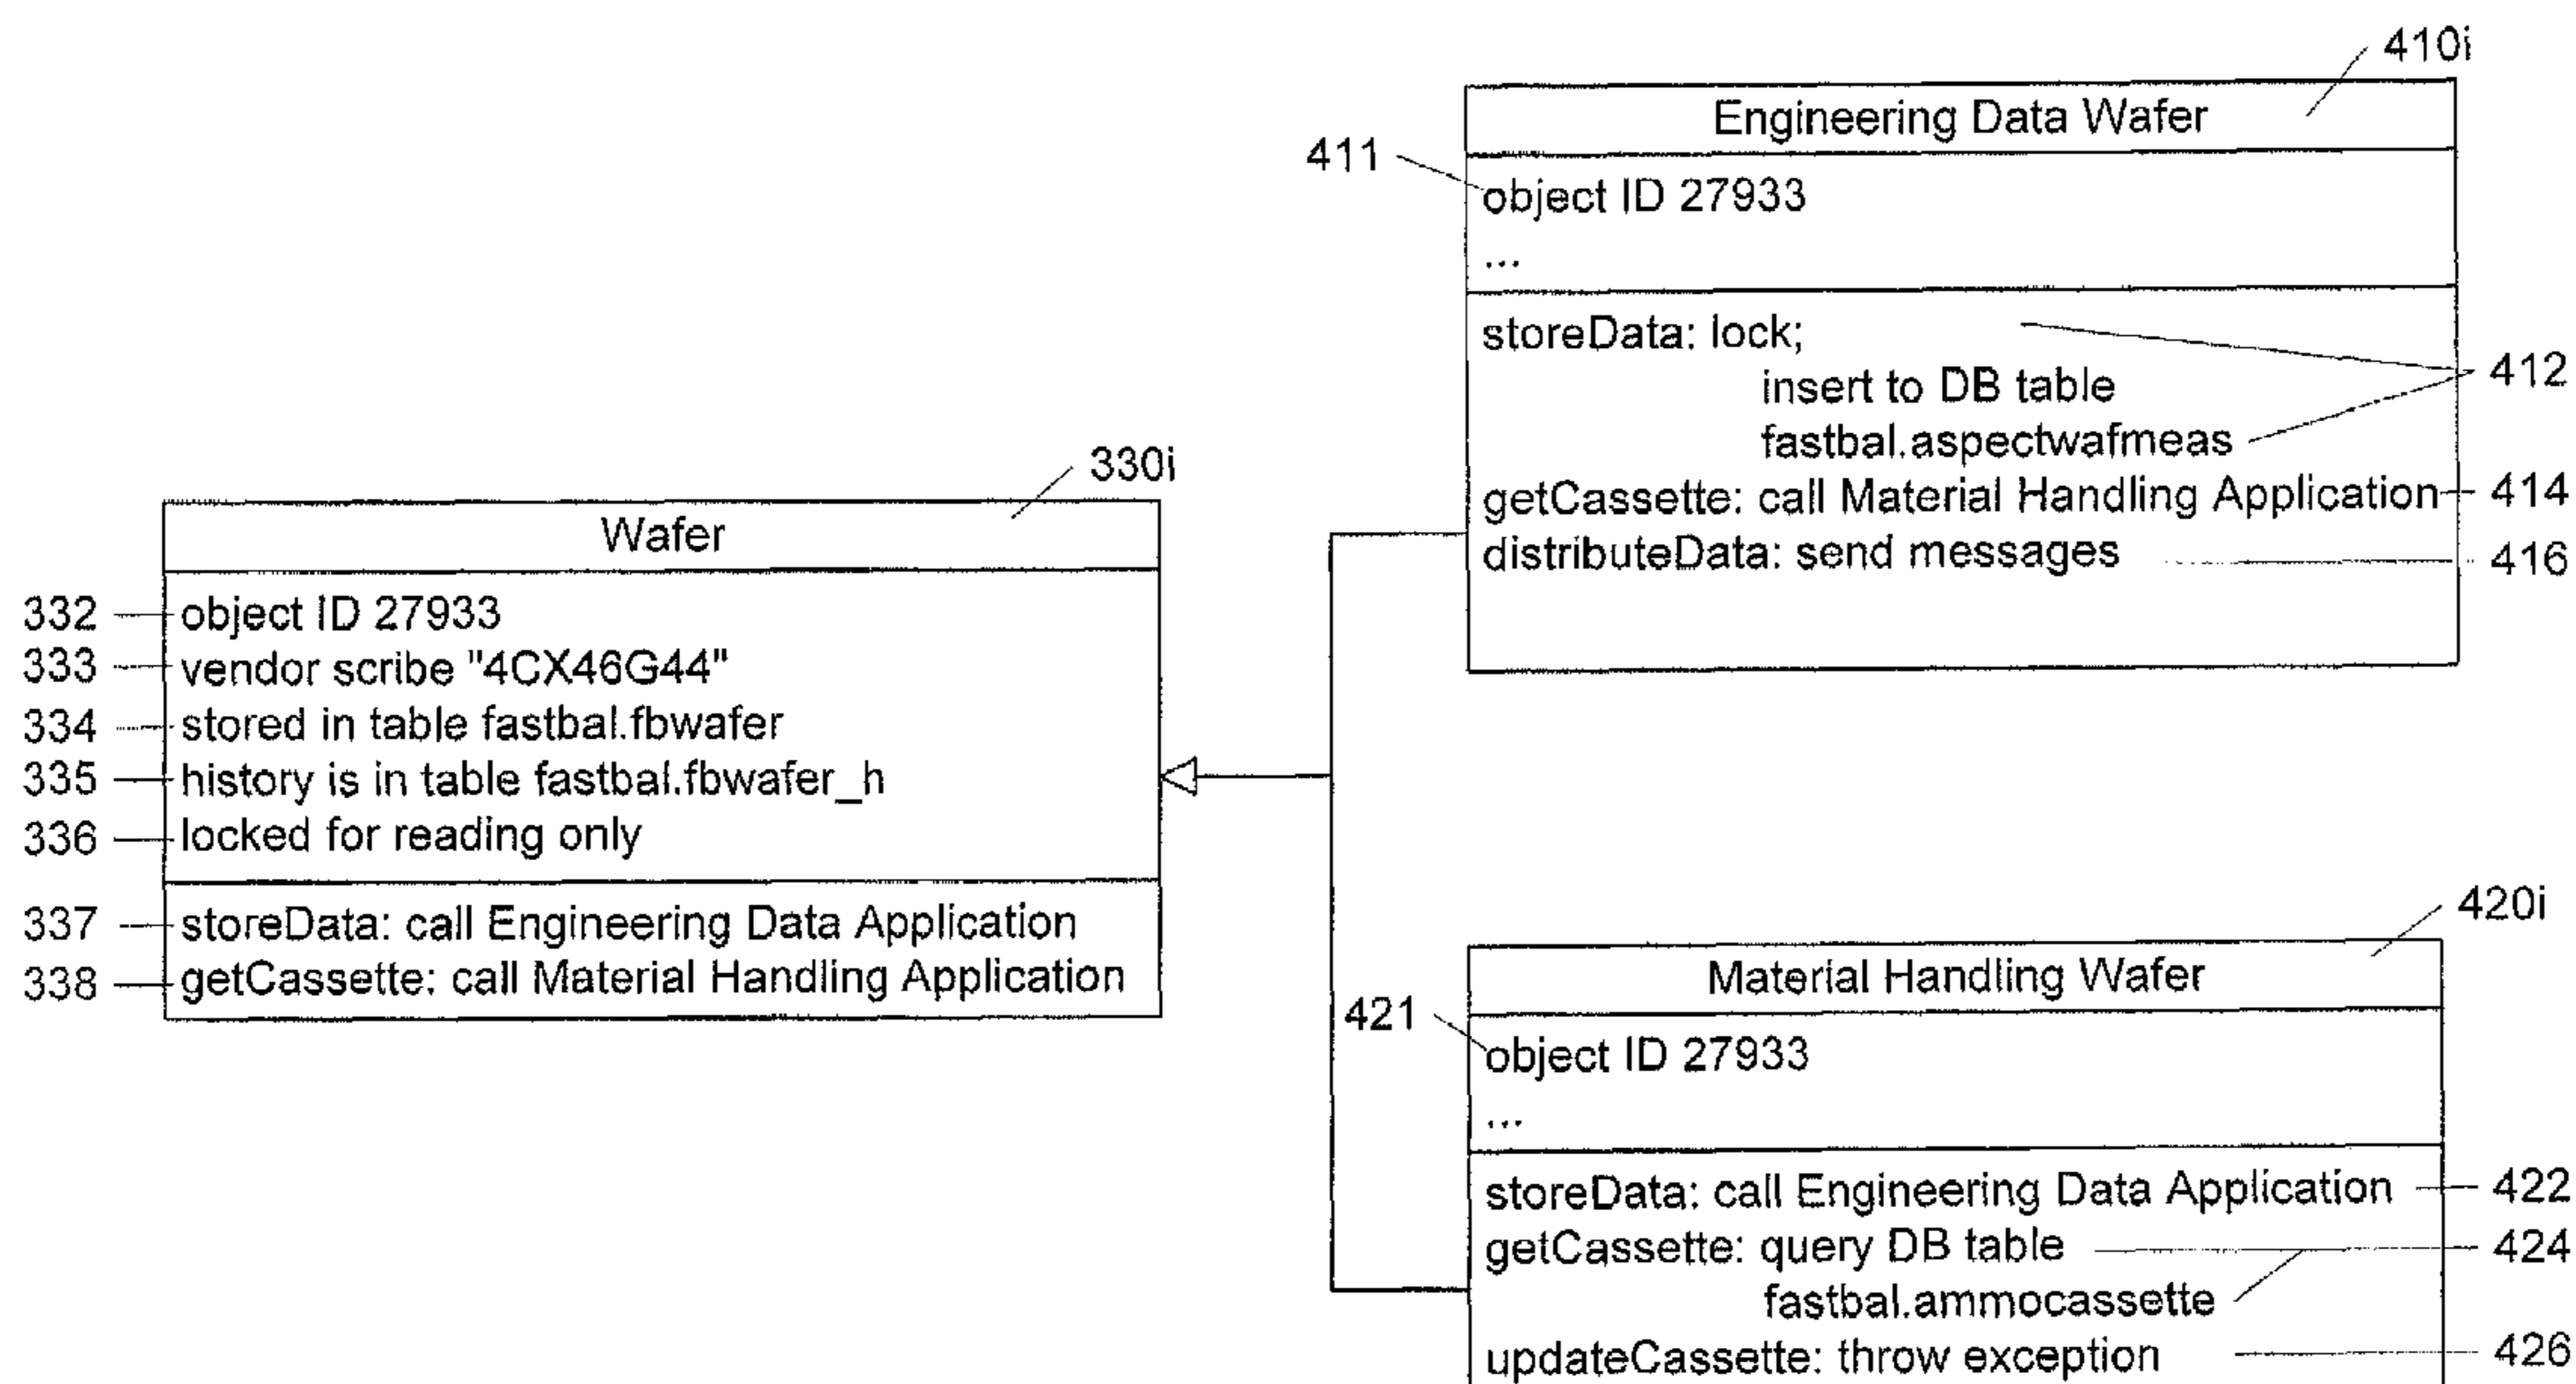 410i
Engineering Data Wafer
411
object ID 27933
...
storeData: lock;
insert to DB table
fastbal.aspectwafmeas
412
getCassette: call Material Handling Application
414
distributeData: send messages
416
330i
Wafer
332
object ID 27933
333
vendor scribe "4CX46G44"
334
stored in table fastbal.fbwafer
335
history is in table fastbal.fbwafer_h
336
locked for reading only
337
storeData: call Engineering Data Application
338
getCassette: call Material Handling Application
420i
Material Handling Wafer
421
object ID 27933
...
storeData: call Engineering Data Application
422
getCassette: query DB table
424
fastbal.ammocassette
updateCassette: throw exception
426